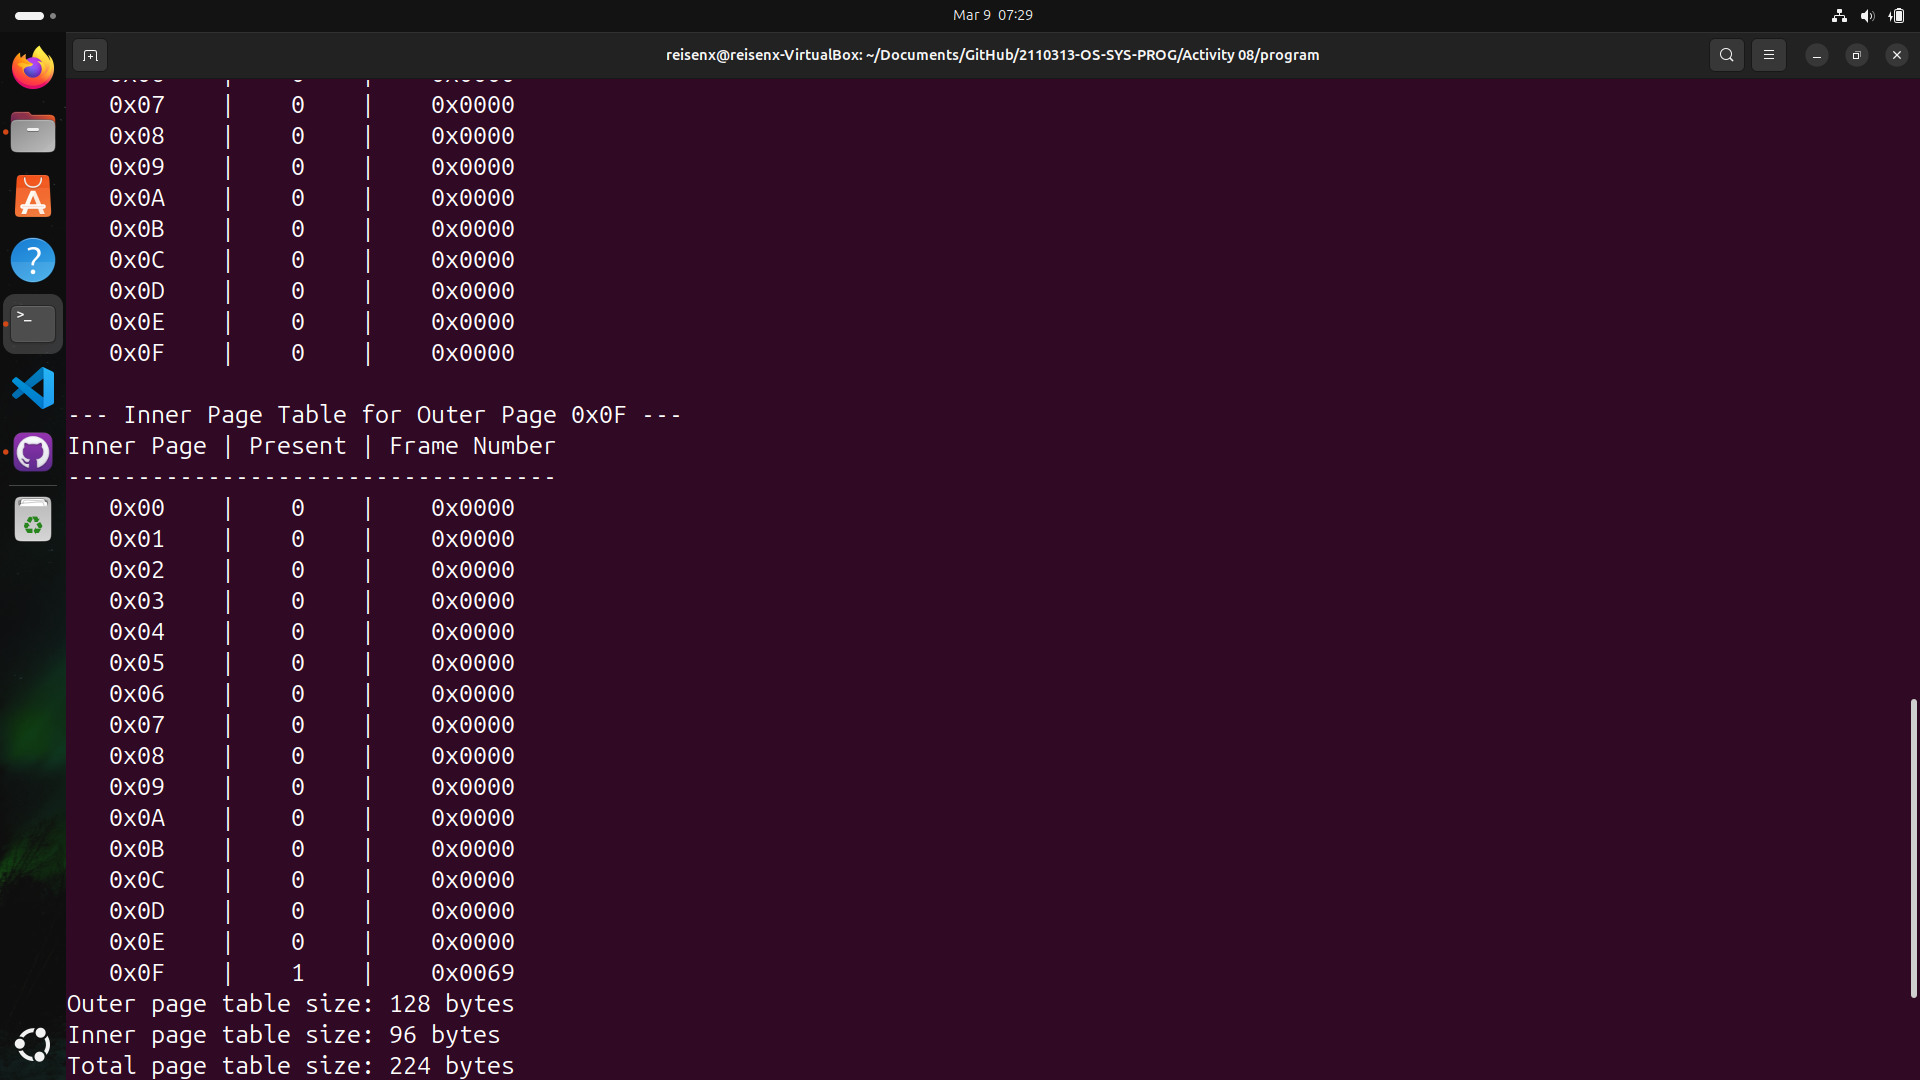 Mar 9 07:29
reisenx@reisenx-VirtualBox: ~/Documents/GitHub/2110313-OS-SYS-PROG/Activity 08/program
0x07 | 0 | 0x0000
0x08 | 0 | 0x0000
0x09 | 0 | 0x0000
0x0A | 0 | 0x0000
0x0B | 0 | 0x0000
0x0C | 0 | 0x0000
0x0D | 0 | 0x0000
0x0E | 0 | 0x0000
0x0F | 0 | 0x0000
--- Inner Page Table for Outer Page 0x0F ---
Inner Page | Present | Frame Number
-----------------------------------
0x00 | 0 | 0x0000
0x01 | 0 | 0x0000
0x02 | 0 | 0x0000
0x03 | 0 | 0x0000
0x04 | 0 | 0x0000
0x05 | 0 | 0x0000
0x06 | 0 | 0x0000
0x07 | 0 | 0x0000
0x08 | 0 | 0x0000
0x09 | 0 | 0x0000
0x0A | 0 | 0x0000
0x0B | 0 | 0x0000
0x0C | 0 | 0x0000
0x0D | 0 | 0x0000
0x0E | 0 | 0x0000
0x0F | 1 | 0x0069
Outer page table size: 128 bytes
Inner page table size: 96 bytes
Total page table size: 224 bytes